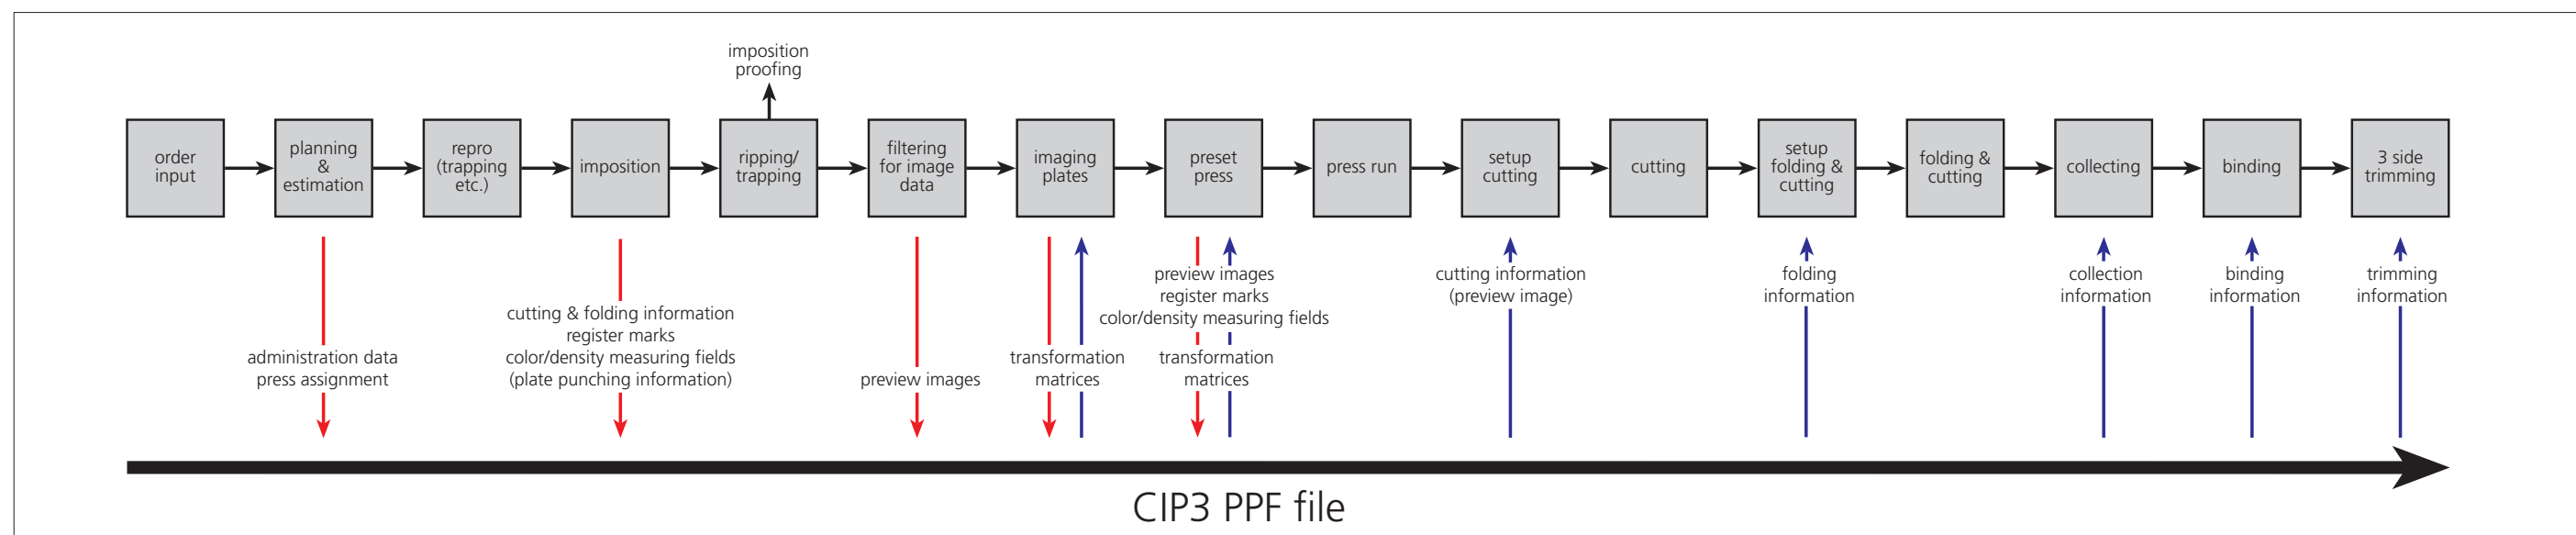 imposition
proofing
order
input
planning
&
estimation
repro
(trapping
etc.)
imposition
ripping/
trapping
filtering
for image
data
imaging
plates
preset
press
press run
setup
cutting
cutting
setup
folding &
cutting
folding &
cutting
collecting
binding
3 side
trimming
administration data
press assignment
cutting & folding information
register marks
color/density measuring fields
(plate punching information)
preview images
transformation
matrices
preview images
register marks
color/density measuring fields
transformation
matrices
cutting information
(preview image)
folding
information
collection
information
binding
information
trimming
information
CIP3 PPF file